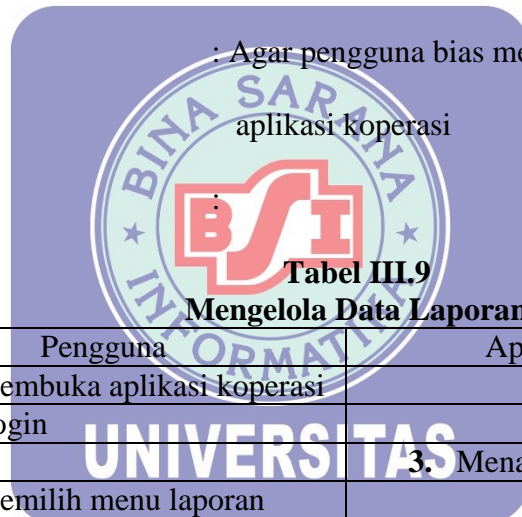 : Agar pengguna bias me
aplikasi koperasi
:
Tabel III.9
Mengelola Data Laporan
Pengguna Ap
embuka aplikasi koperasi
ogin
3. Mena
emilih menu laporan
BINA SARANA
INFORMATIKA
BSI
UNIVERSITAS